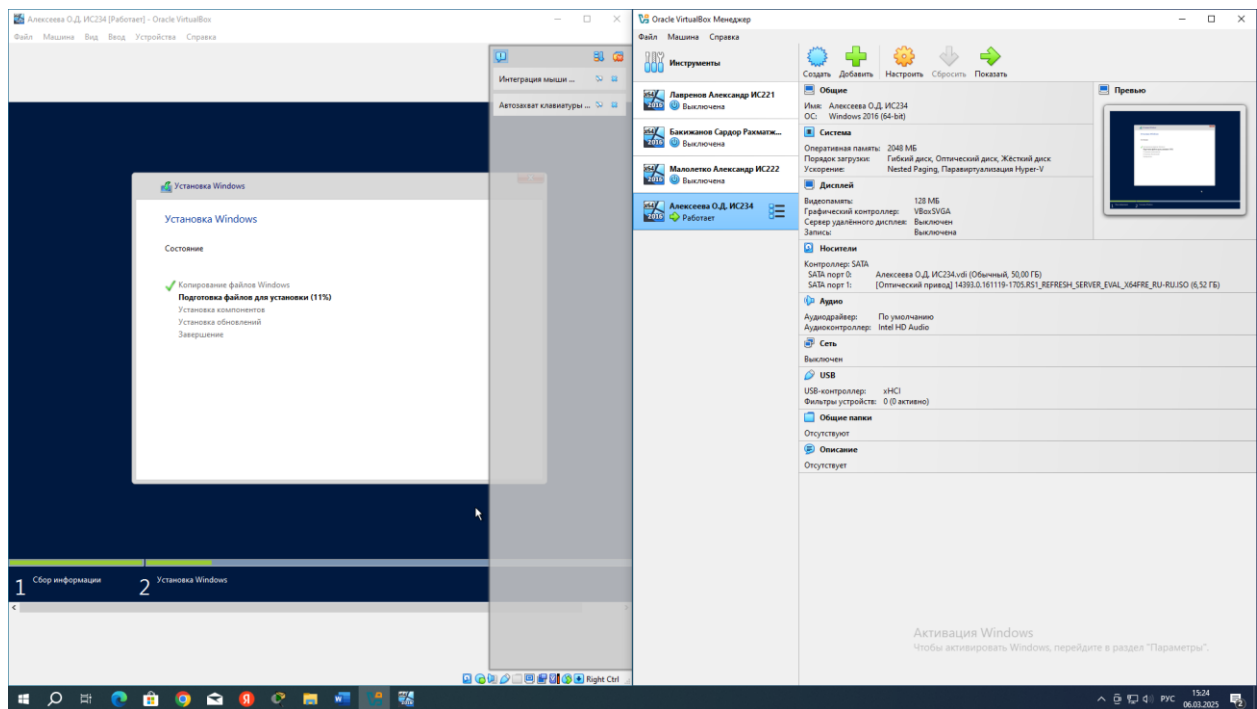 Алексеева О.Д. ИС234 [Работает] - Oracle VirtualBox
Файл Машина Вид Ввод Устройства Справка
Интеграция мыши ...
Автозахват клавиатуры ...
Установка Windows
Установка Windows
Состояние
Копирование файлов Windows
Подготовка файлов для установки (11%)
Установка компонентов
Установка обновлений
Завершение
1 Сбор информации 2 Установка Windows
Right Ctrl
Oracle VirtualBox Менеджер
Файл Машина Справка
Инструменты
Лавренов Александр ИС221
Выключена
Бакижанов Сардор Рахматж...
Выключена
Малолетко Александр ИС222
Выключена
Алексеева О.Д. ИС234
Работает
Создать Добавить Настроить Сбросить Показать
Общие
Имя: Алексеева О.Д. ИС234
ОС: Windows 2016 (64-bit)
Система
Оперативная память: 2048 МБ
Порядок загрузки: Гибкий диск, Оптический диск, Жёсткий диск
Ускорение: Nested Paging, Паравиртуализация Hyper-V
Дисплей
Видеопамять: 128 МБ
Графический контроллер: VBoxSVGA
Сервер удалённого дисплея: Выключен
Запись: Выключена
Носители
Контроллер: SATA
SATA порт 0: Алексеева О.Д. ИС234.vdi (Обычный, 50,00 ГБ)
SATA порт 1: [Оптический привод] 14393.0.161119-1705.RS1_REFRESH_SERVER_EVAL_X64FRE_RU-RU.ISO (6,52 ГБ)
Аудио
Аудиодрайвер: По умолчанию
Аудиоконтроллер: Intel HD Audio
Сеть
Выключен
USB
USB-контроллер: xHCI
Фильтры устройств: 0 (0 активно)
Общие папки
Отсутствуют
Описание
Отсутствует
Превью
Активация Windows
Чтобы активировать Windows, перейдите в раздел "Параметры".
РУС
15:24
06.03.2025